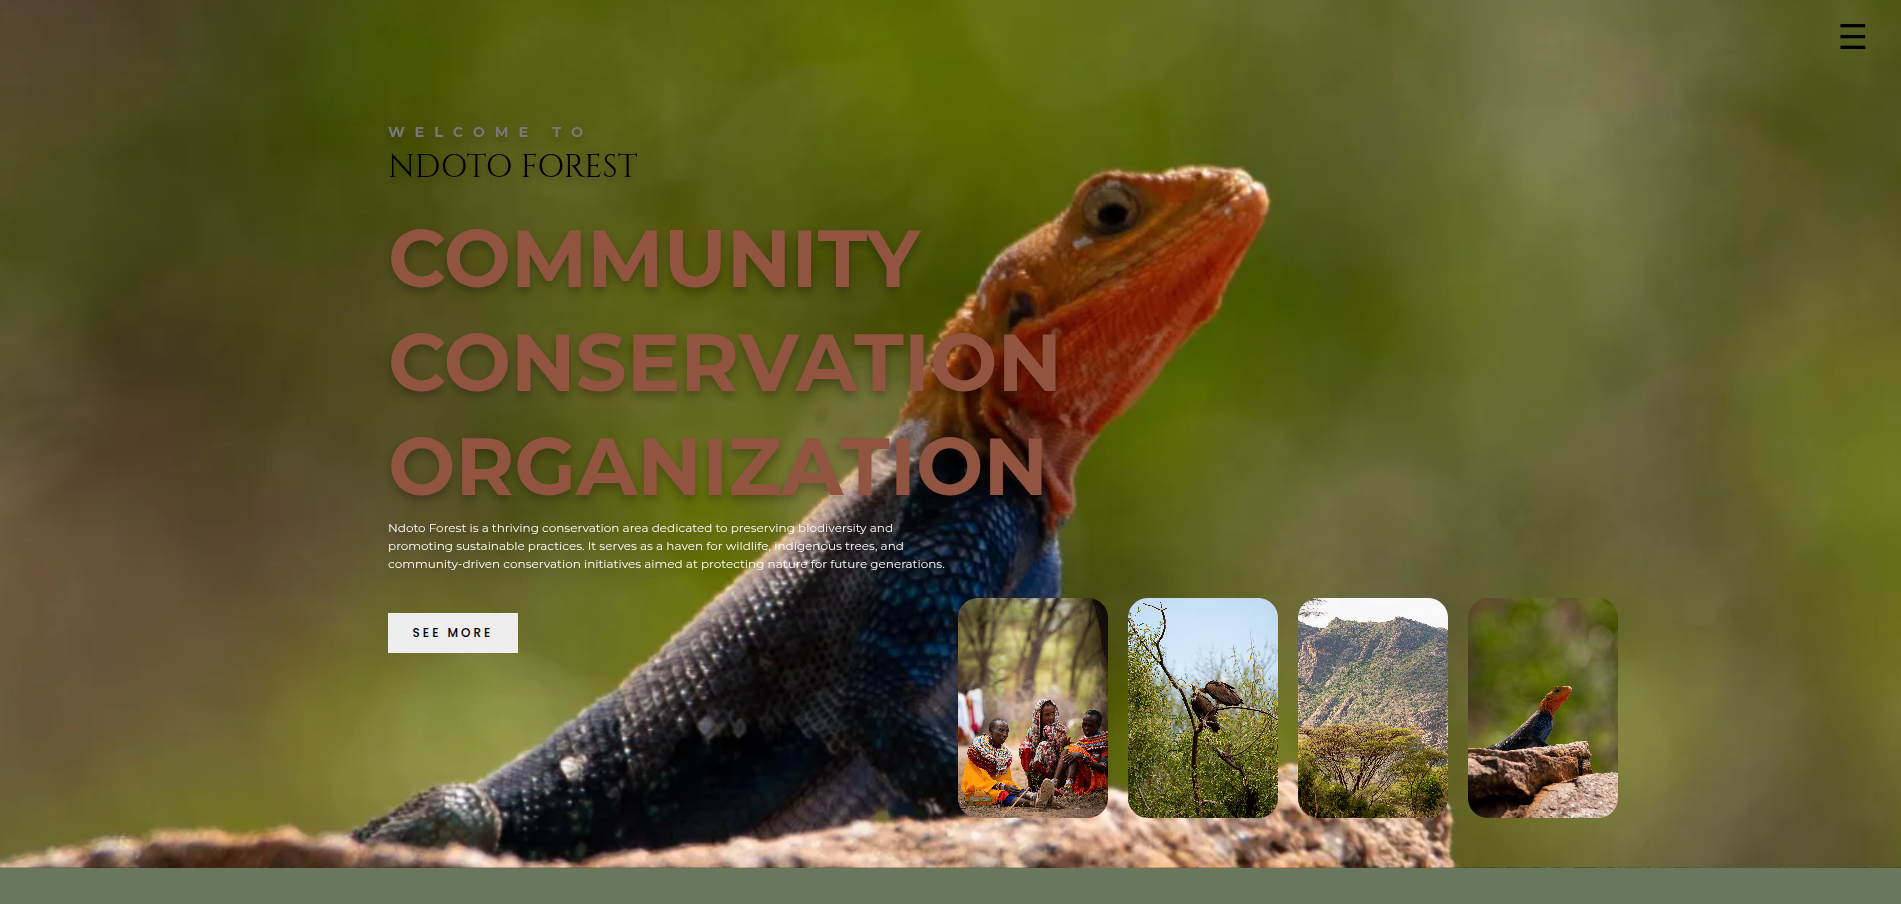 WELCOME TO
NDOTO FOREST
COMMUNITY
CONSERVATION
ORGANIZATION
Ndoto Forest is a thriving conservation area dedicated to preserving biodiversity and
promoting sustainable practices. It serves as a haven for wildlife, indigenous trees, and
community-driven conservation initiatives aimed at protecting nature for future generations.
SEE MORE